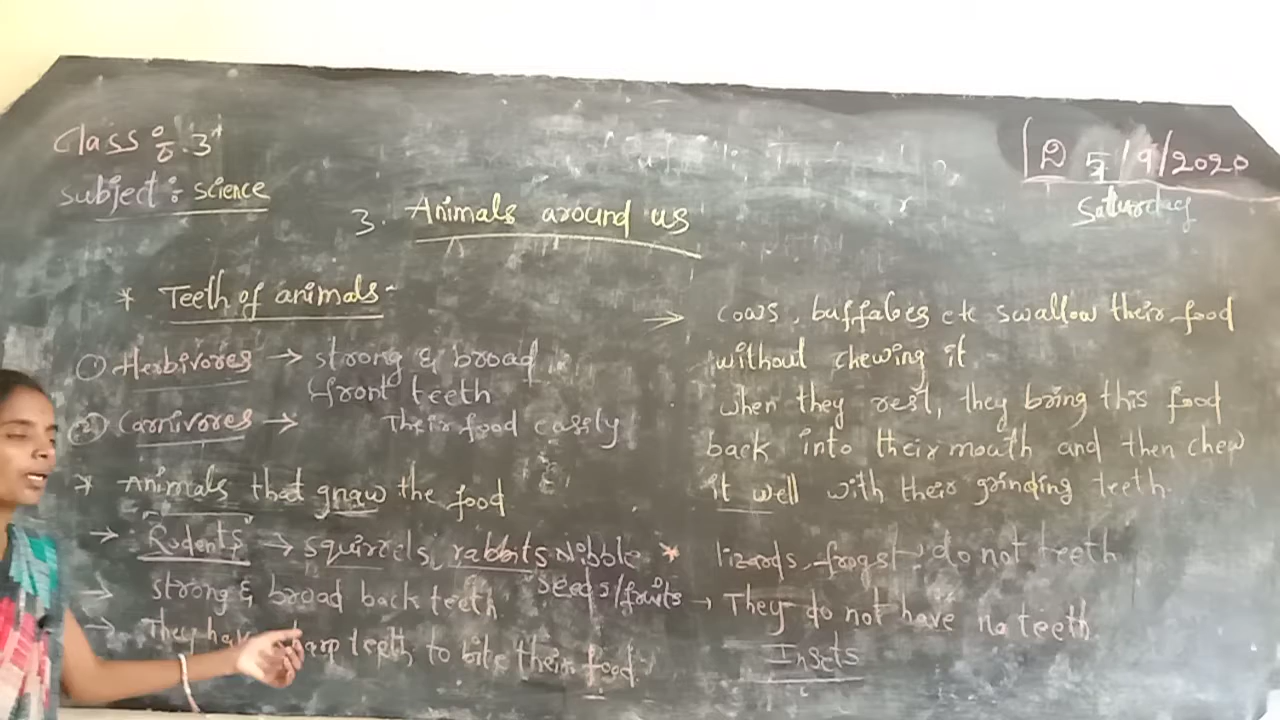 Class : 3rd
Subject : science
5/9/2020
Saturday
3. Animals around us
* Teeth of animals-
① Herbivores → strong & broad
front teeth
② Carnivores → Their food easily
* Animals that gnaw the food
→ Rodents → squirrels, rabbits Nibble
seeds/fruits
→ strong & broad back teeth.
→ They have sharp teeth to bite their food.
→ cows, buffaloes etc swallow their food
without chewing it
when they rest, they bring this food
back into their mouth and then chew
it well with their grinding teeth.
* lizards, frogs → do not teeth
→ They do not have no teeth.
Insects